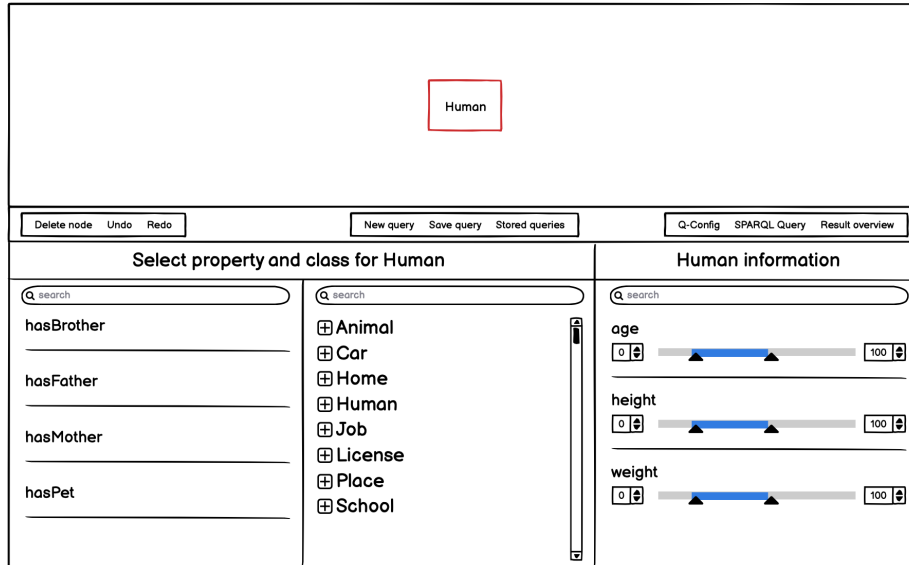 Human
Delete node Undo Redo
New query Save query Stored queries
Q-Config SPARQL Query Result overview
Select property and class for Human
Human information
search
hasBrother
hasFather
hasMother
hasPet
search
Animal
Car
Home
Human
Job
License
Place
School
search
age
0 100
height
0 100
weight
0 100